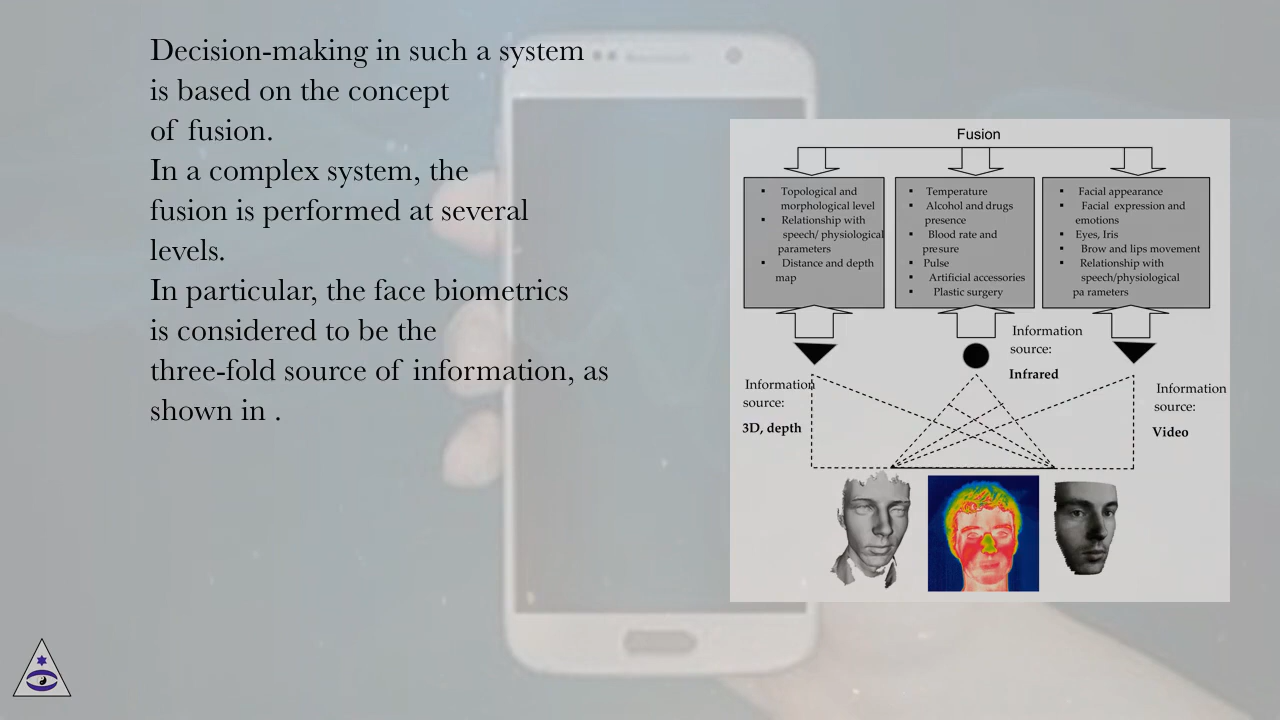 Decision-making in such a system
is based on the concept
of fusion.
In a complex system, the
fusion is performed at several
levels.
In particular, the face biometrics
is considered to be the
three-fold source of information, as
shown in .
Fusion
▪ Topological and
morphological level
▪ Relationship with
speech/ physiological
parameters
▪ Distance and depth
map
▪ Temperature
▪ Alcohol and drugs
presence
▪ Blood rate and
presure
▪ Pulse
▪ Artificial accessories
▪ Plastic surgery
▪ Facial appearance
▪ Facial expression and
emotions
▪ Eyes, Iris
▪ Brow and lips movement
▪ Relationship with
speech/physiological
pa rameters
Information
source:
3D, depth
Information
source:
Infrared
Information
source:
Video